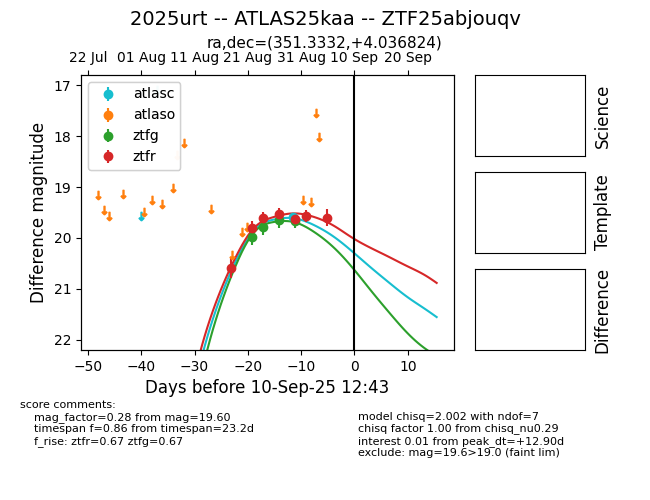 2025urt -- ATLAS25kaa -- ZTF25abjouqv
ra,dec=(351.3332,+4.036824)
22 Jul 01 Aug 11 Aug 21 Aug 31 Aug 10 Sep 20 Sep
atlasc
atlaso
ztfg
ztfr
17
18
19
20
21
22
Difference magnitude
−50 −40 −30 −20 −10 0 10
Days before 10-Sep-25 12:43
Science
Template
Difference
score comments:
mag_factor=0.28 from mag=19.60
timespan f=0.86 from timespan=23.2d
f_rise: ztfr=0.67 ztfg=0.67
model chisq=2.002 with ndof=7
chisq factor 1.00 from chisq_nu0.29
interest 0.01 from peak_dt=+12.90d
exclude: mag=19.6>19.0 (faint lim)